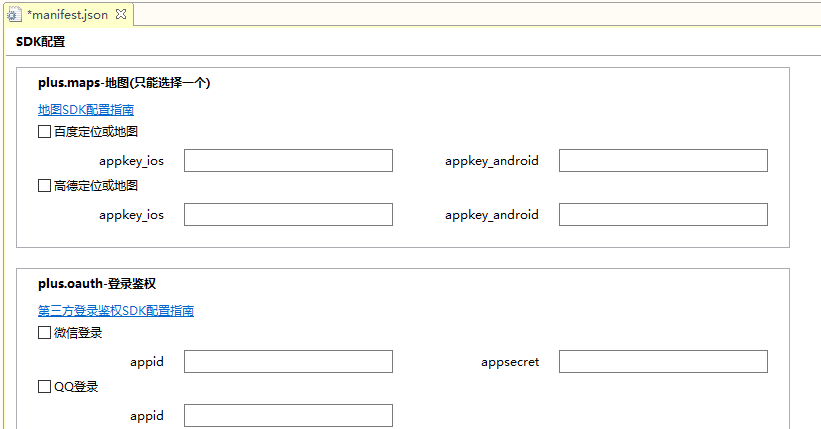 *manifest.json
SDK配置
plus.maps-地图(只能选择一个)
地图SDK配置指南
百度定位或地图
appkey_ios appkey_android
高德定位或地图
appkey_ios appkey_android
plus.oauth-登录鉴权
第三方登录鉴权SDK配置指南
微信登录
appid appsecret
QQ登录
appid